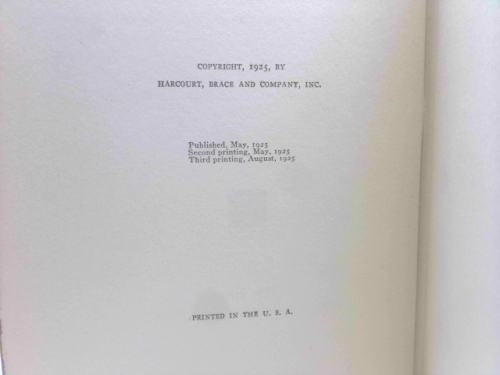 COPYRIGHT, 1925, BY
HARCOURT, BRACE AND COMPANY, INC.
Published, May, 1925
Second printing, May, 1925
Third printing, August, 1925
PRINTED IN THE U. S. A.